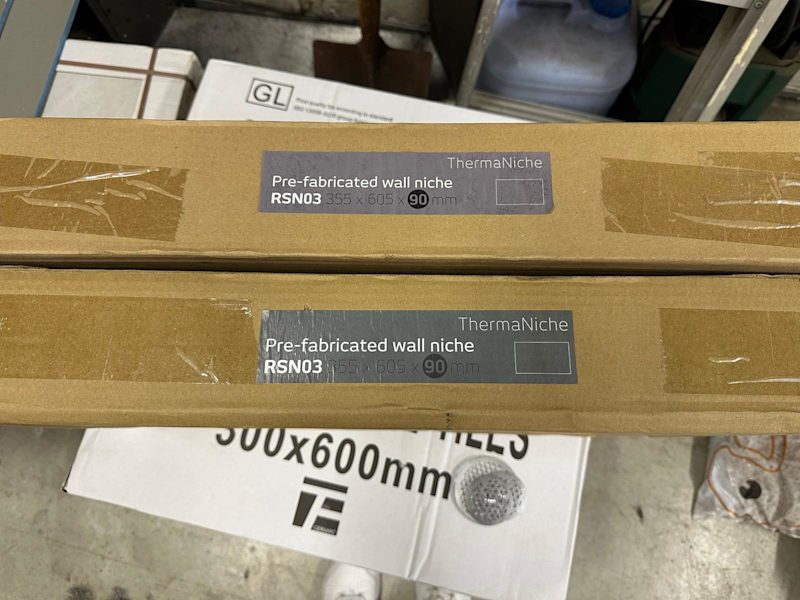 GL
ThermaNiche
Pre-fabricated wall niche
RSN03 355 x 605 x 90 mm
ThermaNiche
Pre-fabricated wall niche
RSN03 355 x 605 x 90 mm
300x600mm